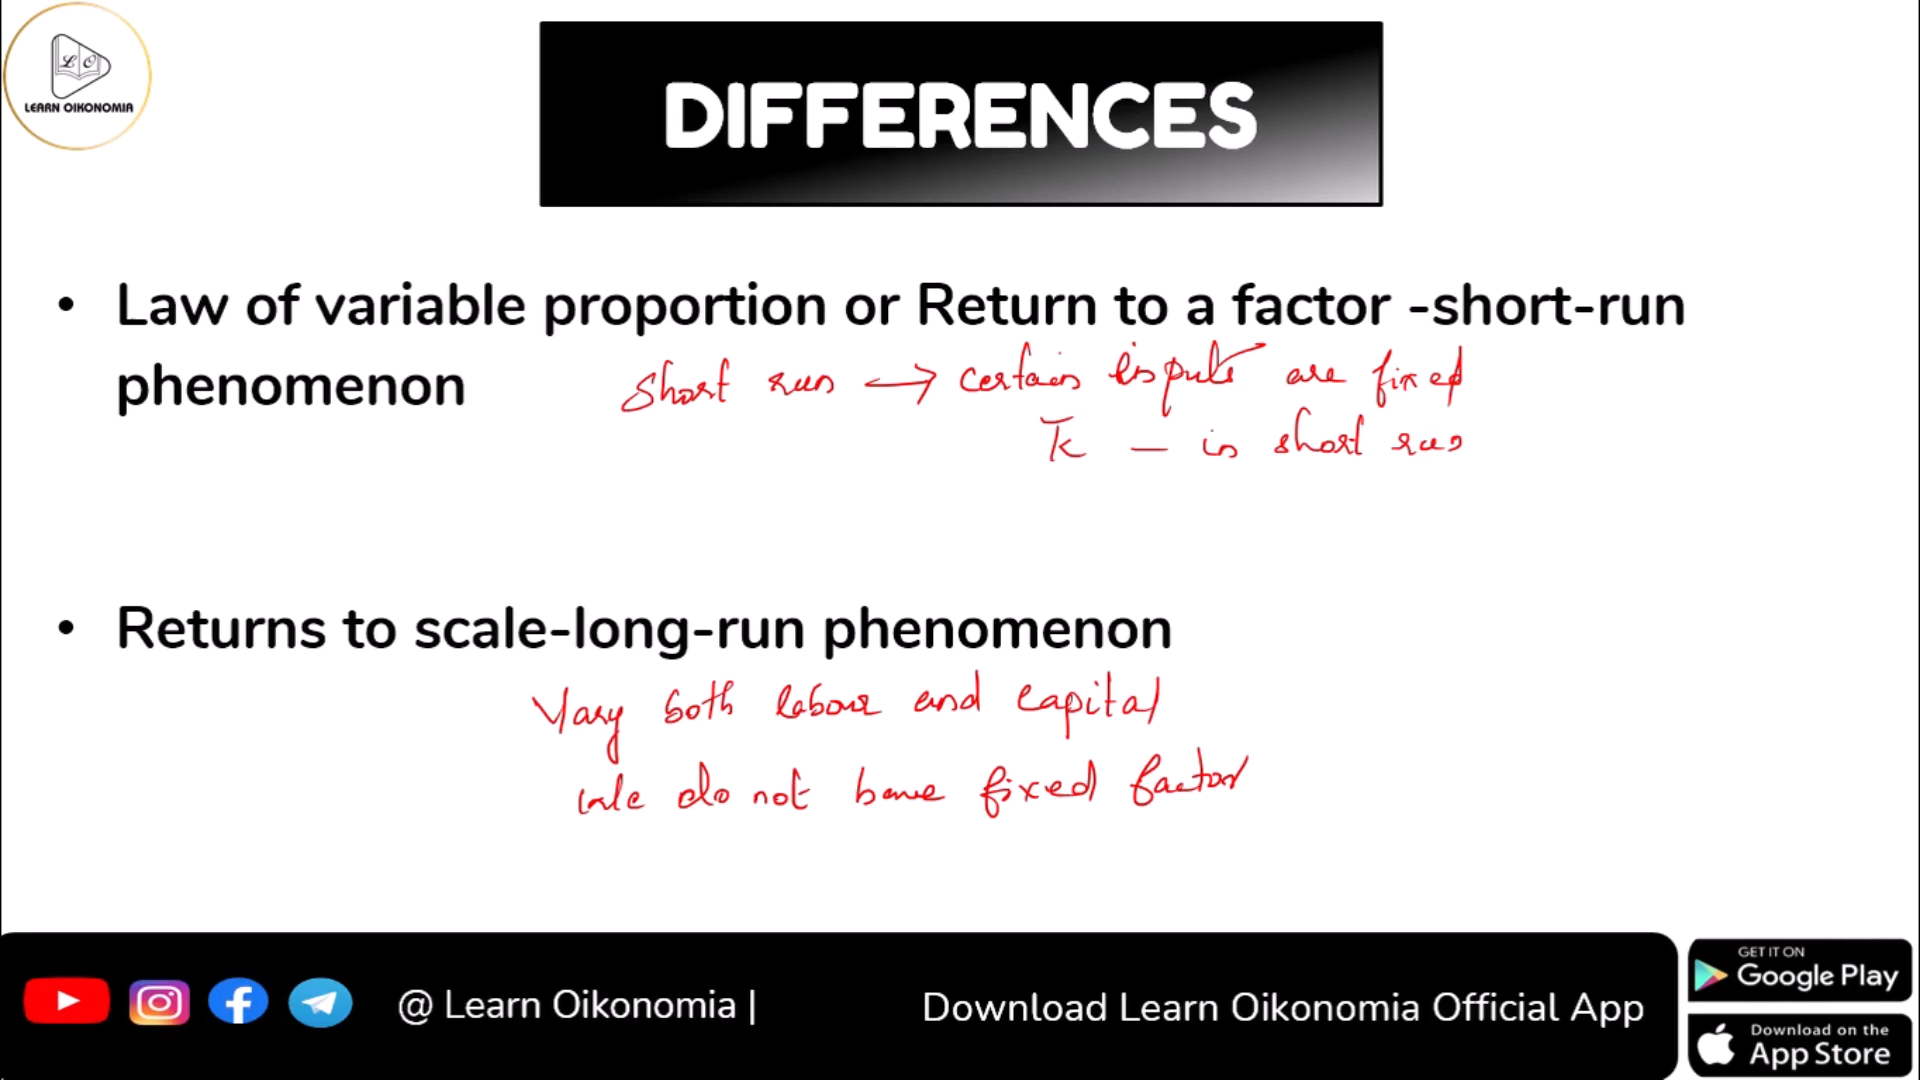 L O
LEARN OIKONOMIA
DIFFERENCES
• Law of variable proportion or Return to a factor -short-run
phenomenon
short run → certain inputs are fixed
K̅ — in short run
• Returns to scale-long-run phenomenon
Vary both labour and capital
we do not have fixed factor
@ Learn Oikonomia |
Download Learn Oikonomia Official App
GET IT ON
Google Play
Download on the
App Store